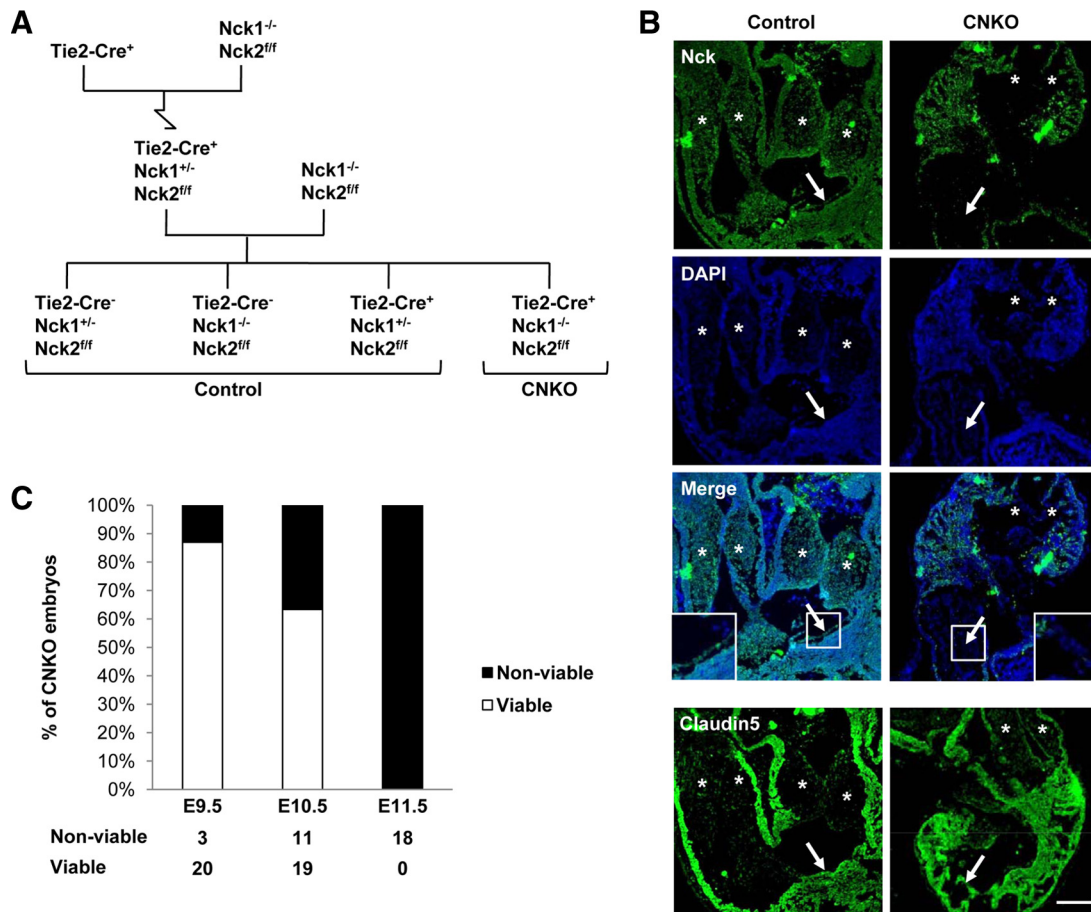 A
Tie2-Cre⁺
Nck1⁻/⁻
Nck2ᶠ/ᶠ
Tie2-Cre⁺
Nck1⁺/⁻
Nck2ᶠ/ᶠ
Nck1⁻/⁻
Nck2ᶠ/ᶠ
Tie2-Cre⁻
Nck1⁺/⁻
Nck2ᶠ/ᶠ
Tie2-Cre⁻
Nck1⁻/⁻
Nck2ᶠ/ᶠ
Tie2-Cre⁺
Nck1⁺/⁻
Nck2ᶠ/ᶠ
Tie2-Cre⁺
Nck1⁻/⁻
Nck2ᶠ/ᶠ
Control
CNKO
B
Control
CNKO
Nck
* * * *
* *
DAPI
* * * *
* *
Merge
* * * *
* *
Claudin5
* * * *
* *
C
% of CNKO embryos
100%
90%
80%
70%
60%
50%
40%
30%
20%
10%
0%
E9.5 E10.5 E11.5
Non-viable 3 11 18
Viable 20 19 0
Non-viable
Viable